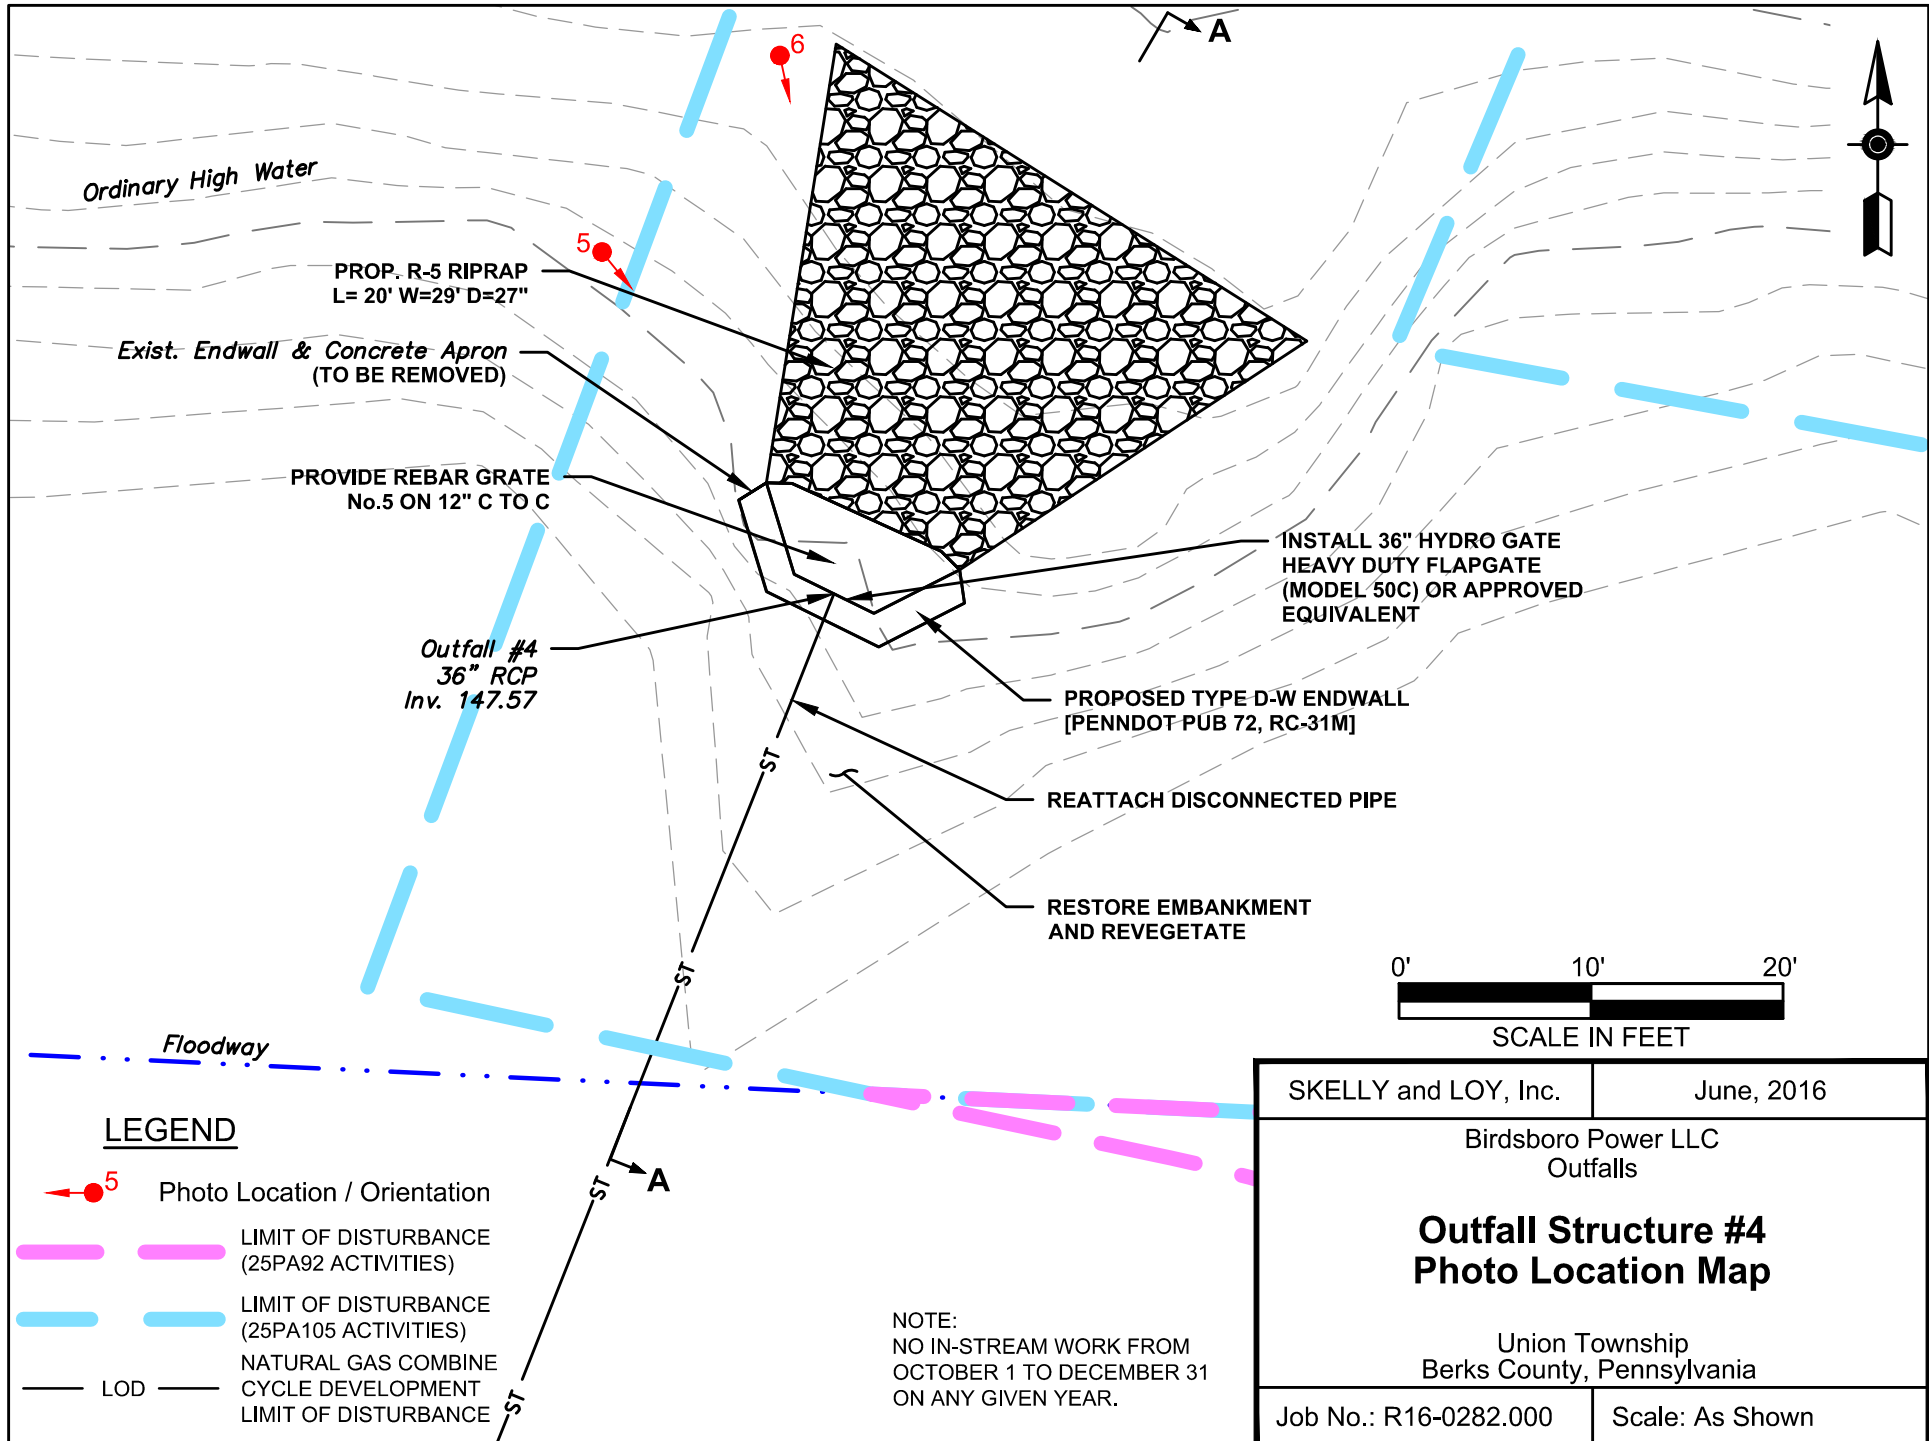 A
6
Ordinary High Water
5
PROP. R-5 RIPRAP
L= 20' W=29' D=27"
Exist. Endwall & Concrete Apron
(TO BE REMOVED)
PROVIDE REBAR GRATE
No.5 ON 12" C TO C
INSTALL 36" HYDRO GATE
HEAVY DUTY FLAPGATE
(MODEL 50C) OR APPROVED
EQUIVALENT
Outfall #4
36" RCP
Inv. 147.57
PROPOSED TYPE D-W ENDWALL
[PENNDOT PUB 72, RC-31M]
ST
REATTACH DISCONNECTED PIPE
RESTORE EMBANKMENT
AND REVEGETATE
ST
0' 10' 20'
SCALE IN FEET
Floodway
A
ST
ST
LEGEND
5
Photo Location / Orientation
LIMIT OF DISTURBANCE
(25PA92 ACTIVITIES)
LIMIT OF DISTURBANCE
(25PA105 ACTIVITIES)
LOD
NATURAL GAS COMBINE
CYCLE DEVELOPMENT
LIMIT OF DISTURBANCE
NOTE:
NO IN-STREAM WORK FROM
OCTOBER 1 TO DECEMBER 31
ON ANY GIVEN YEAR.
SKELLY and LOY, Inc.
June, 2016
Birdsboro Power LLC
Outfalls
Outfall Structure #4
Photo Location Map
Union Township
Berks County, Pennsylvania
Job No.: R16-0282.000
Scale: As Shown